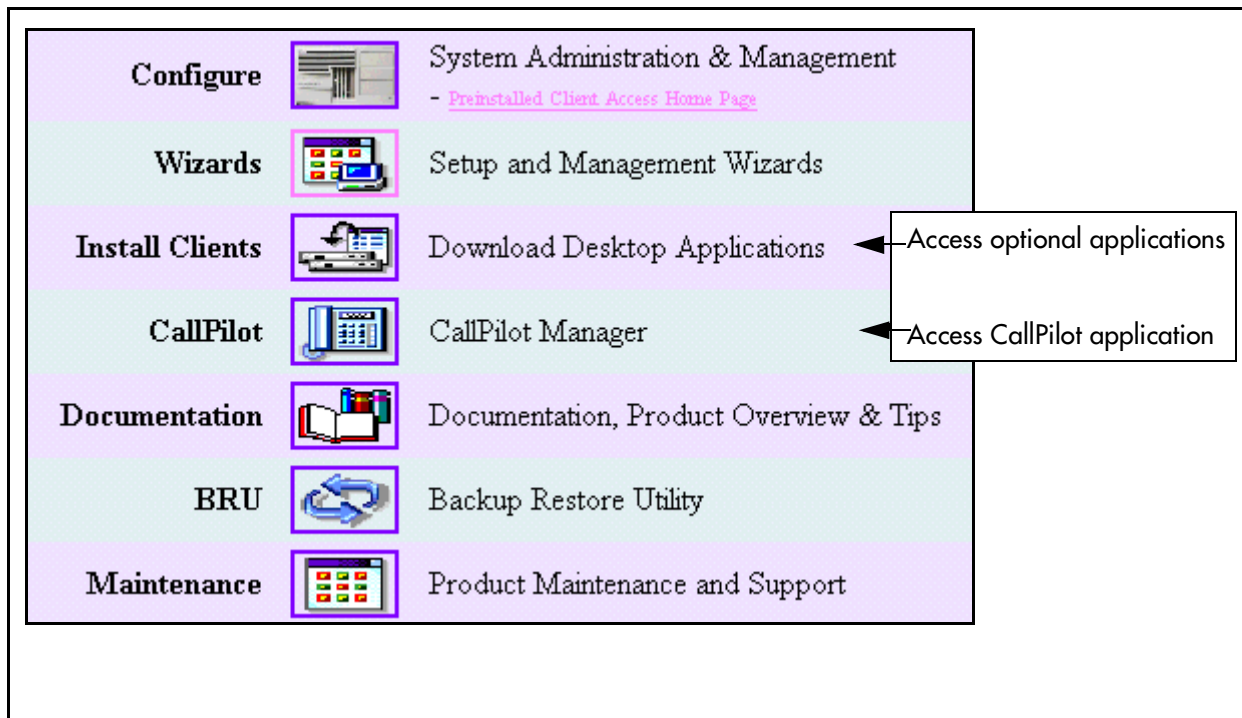 Configure
System Administration & Management
- Preinstalled Client Access Home Page
Wizards
Setup and Management Wizards
Install Clients
Download Desktop Applications
Access optional applications
CallPilot
CallPilot Manager
Access CallPilot application
Documentation
Documentation, Product Overview & Tips
BRU
Backup Restore Utility
Maintenance
Product Maintenance and Support